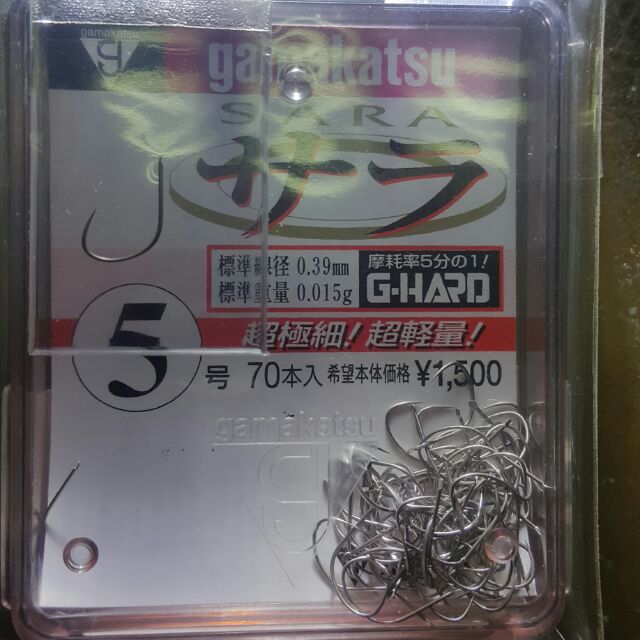 gamakatsu
gamakatsu
SARA
サラ
標準線径 0.39mm
標準重量 0.015g
摩耗率5分の1!
G-HARD
超極細! 超軽量!
5号 70本入 希望本体価格 ¥1,500
gamakatsu